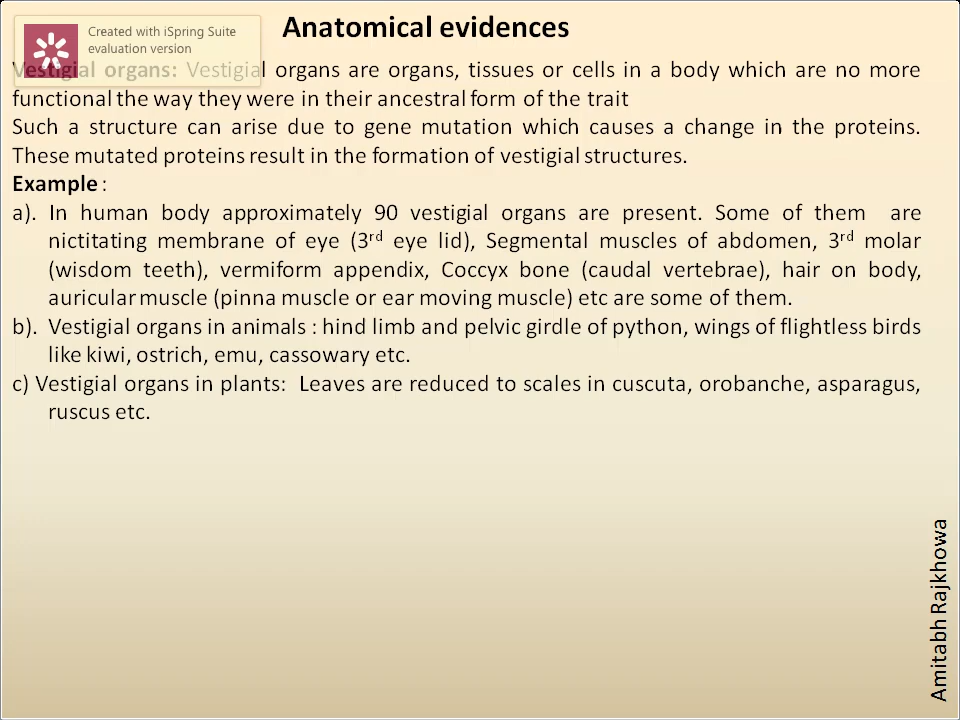 Anatomical evidences
Created with iSpring Suite
evaluation version
Vestigial organs: Vestigial organs are organs, tissues or cells in a body which are no more
functional the way they were in their ancestral form of the trait
Such a structure can arise due to gene mutation which causes a change in the proteins.
These mutated proteins result in the formation of vestigial structures.
Example :
a). In human body approximately 90 vestigial organs are present. Some of them are
nictitating membrane of eye (3rd eye lid), Segmental muscles of abdomen, 3rd molar
(wisdom teeth), vermiform appendix, Coccyx bone (caudal vertebrae), hair on body,
auricular muscle (pinna muscle or ear moving muscle) etc are some of them.
b). Vestigial organs in animals : hind limb and pelvic girdle of python, wings of flightless birds
like kiwi, ostrich, emu, cassowary etc.
c) Vestigial organs in plants: Leaves are reduced to scales in cuscuta, orobanche, asparagus,
ruscus etc.
Amitabh Rajkhowa